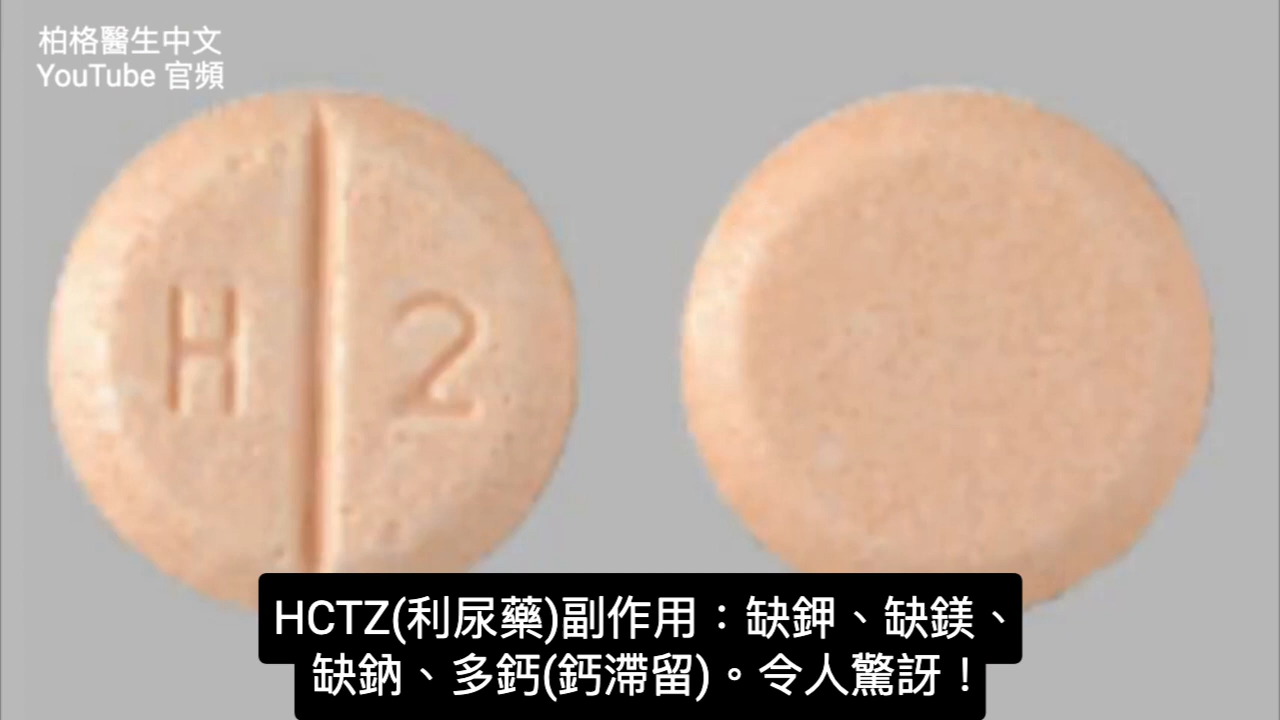 柏格醫生中文
YouTube 官頻
H 2
HCTZ(利尿藥)副作用：缺鉀、缺鎂、
缺鈉、多鈣(鈣滯留)。令人驚訝！